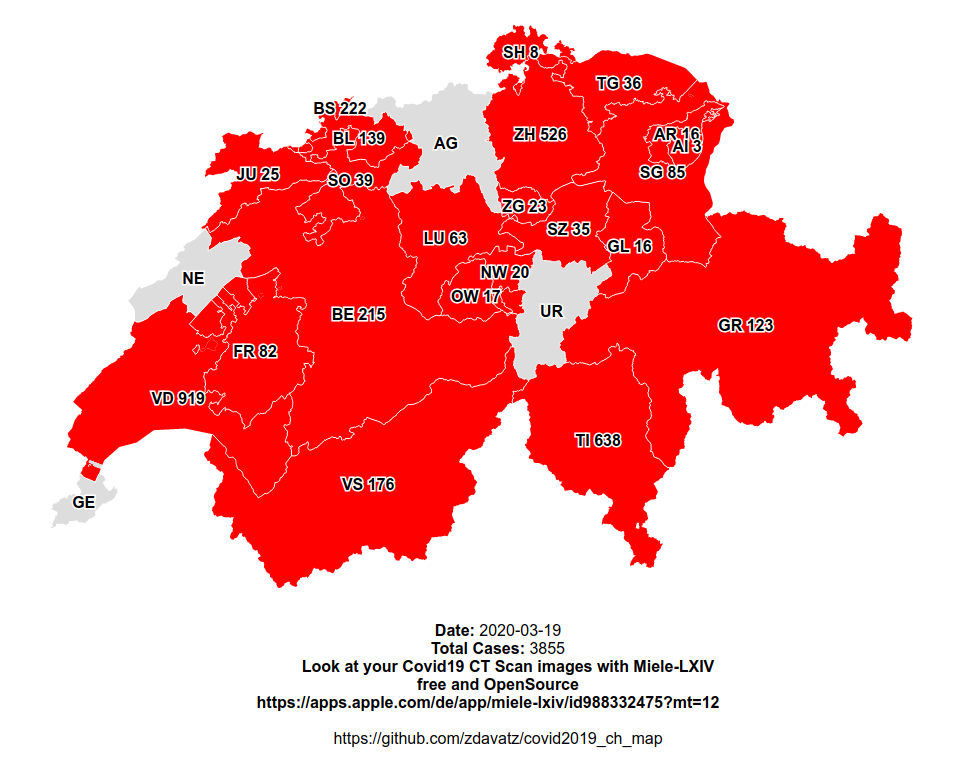 SH 8
TG 36
BS 222
BL 139
AG
ZH 526
AR 16
AI 3
JU 25
SO 39
SG 85
ZG 23
SZ 35
LU 63
GL 16
NE
NW 20
OW 17
UR
BE 215
GR 123
FR 82
VD 919
TI 638
VS 176
GE
Date: 2020-03-19
Total Cases: 3855
Look at your Covid19 CT Scan images with Miele-LXIV
free and OpenSource
https://apps.apple.com/de/app/miele-lxiv/id988332475?mt=12
https://github.com/zdavatz/covid2019_ch_map